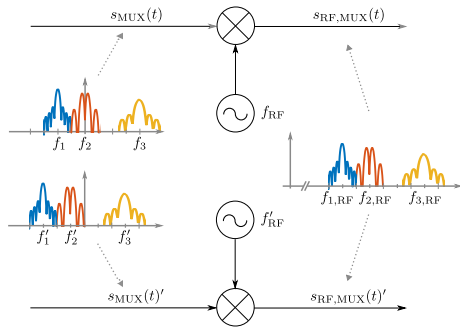 s_MUX(t) s_RF,MUX(t)
f_RF
f_1 f_2 f_3
f_1,RF f_2,RF f_3,RF
f'_RF
f'_1 f'_2 f'_3
s_MUX(t)' s_RF,MUX(t)'